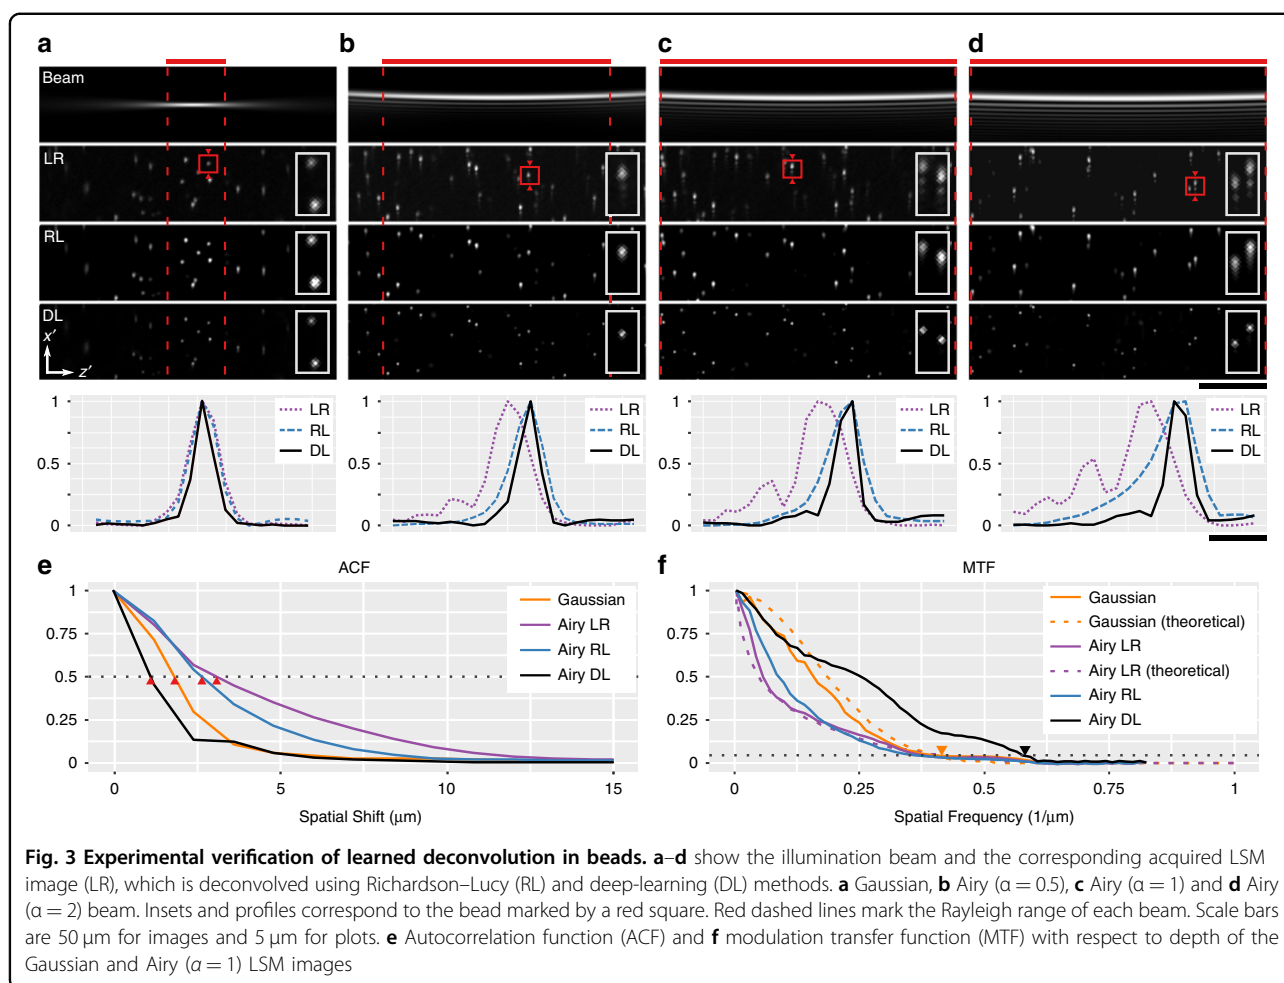 a
b
c
d
Beam
LR
RL
DL
x′
z′
1
0.5
0
LR
RL
DL
1
0.5
0
LR
RL
DL
1
0.5
0
LR
RL
DL
1
0.5
0
LR
RL
DL
e
ACF
1
0.75
0.5
0.25
0
Gaussian
Airy LR
Airy RL
Airy DL
0
5
10
15
Spatial Shift (μm)
f
MTF
1
0.75
0.5
0.25
0
Gaussian
Gaussian (theoretical)
Airy LR
Airy LR (theoretical)
Airy RL
Airy DL
0
0.25
0.5
0.75
1
Spatial Frequency (1/μm)
Fig. 3 Experimental verification of learned deconvolution in beads. a–d show the illumination beam and the corresponding acquired LSM
image (LR), which is deconvolved using Richardson–Lucy (RL) and deep-learning (DL) methods. a Gaussian, b Airy (α = 0.5), c Airy (α = 1) and d Airy
(α = 2) beam. Insets and profiles correspond to the bead marked by a red square. Red dashed lines mark the Rayleigh range of each beam. Scale bars
are 50 μm for images and 5 μm for plots. e Autocorrelation function (ACF) and f modulation transfer function (MTF) with respect to depth of the
Gaussian and Airy (α = 1) LSM images